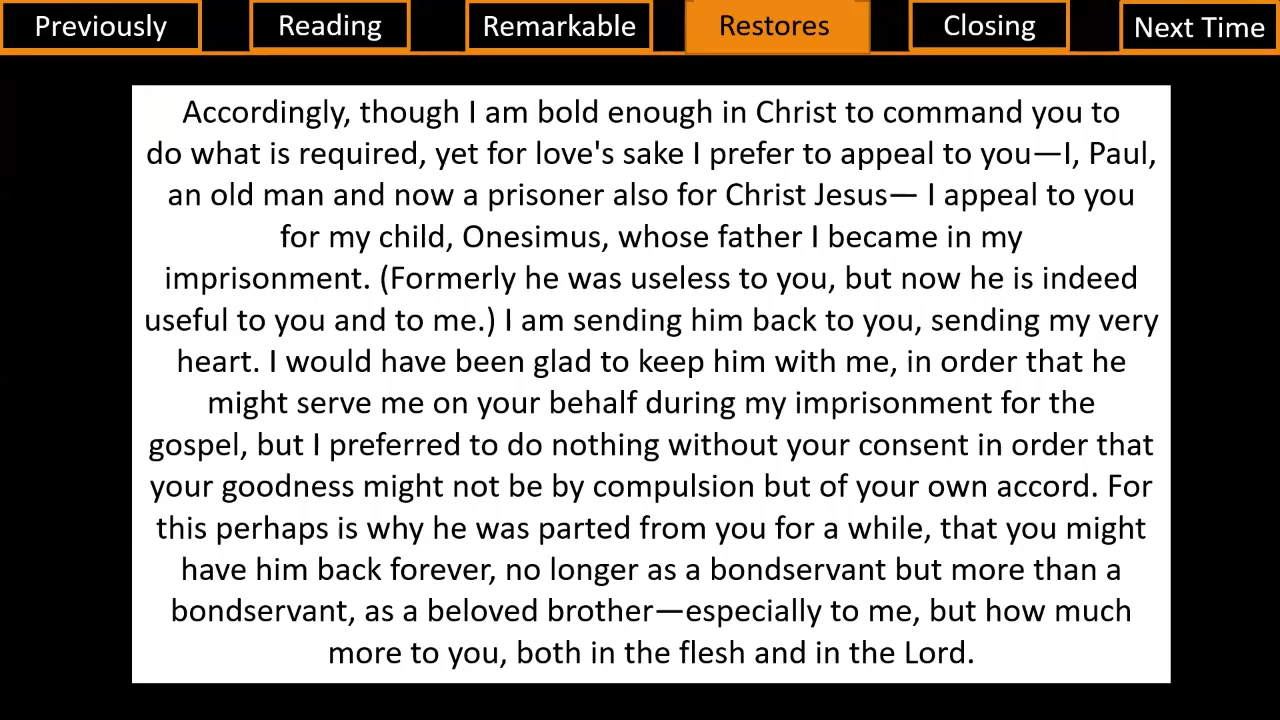 Previously
Reading
Remarkable
Restores
Closing
Next Time
Accordingly, though I am bold enough in Christ to command you to
do what is required, yet for love's sake I prefer to appeal to you—I, Paul,
an old man and now a prisoner also for Christ Jesus— I appeal to you
for my child, Onesimus, whose father I became in my
imprisonment. (Formerly he was useless to you, but now he is indeed
useful to you and to me.) I am sending him back to you, sending my very
heart. I would have been glad to keep him with me, in order that he
might serve me on your behalf during my imprisonment for the
gospel, but I preferred to do nothing without your consent in order that
your goodness might not be by compulsion but of your own accord. For
this perhaps is why he was parted from you for a while, that you might
have him back forever, no longer as a bondservant but more than a
bondservant, as a beloved brother—especially to me, but how much
more to you, both in the flesh and in the Lord.